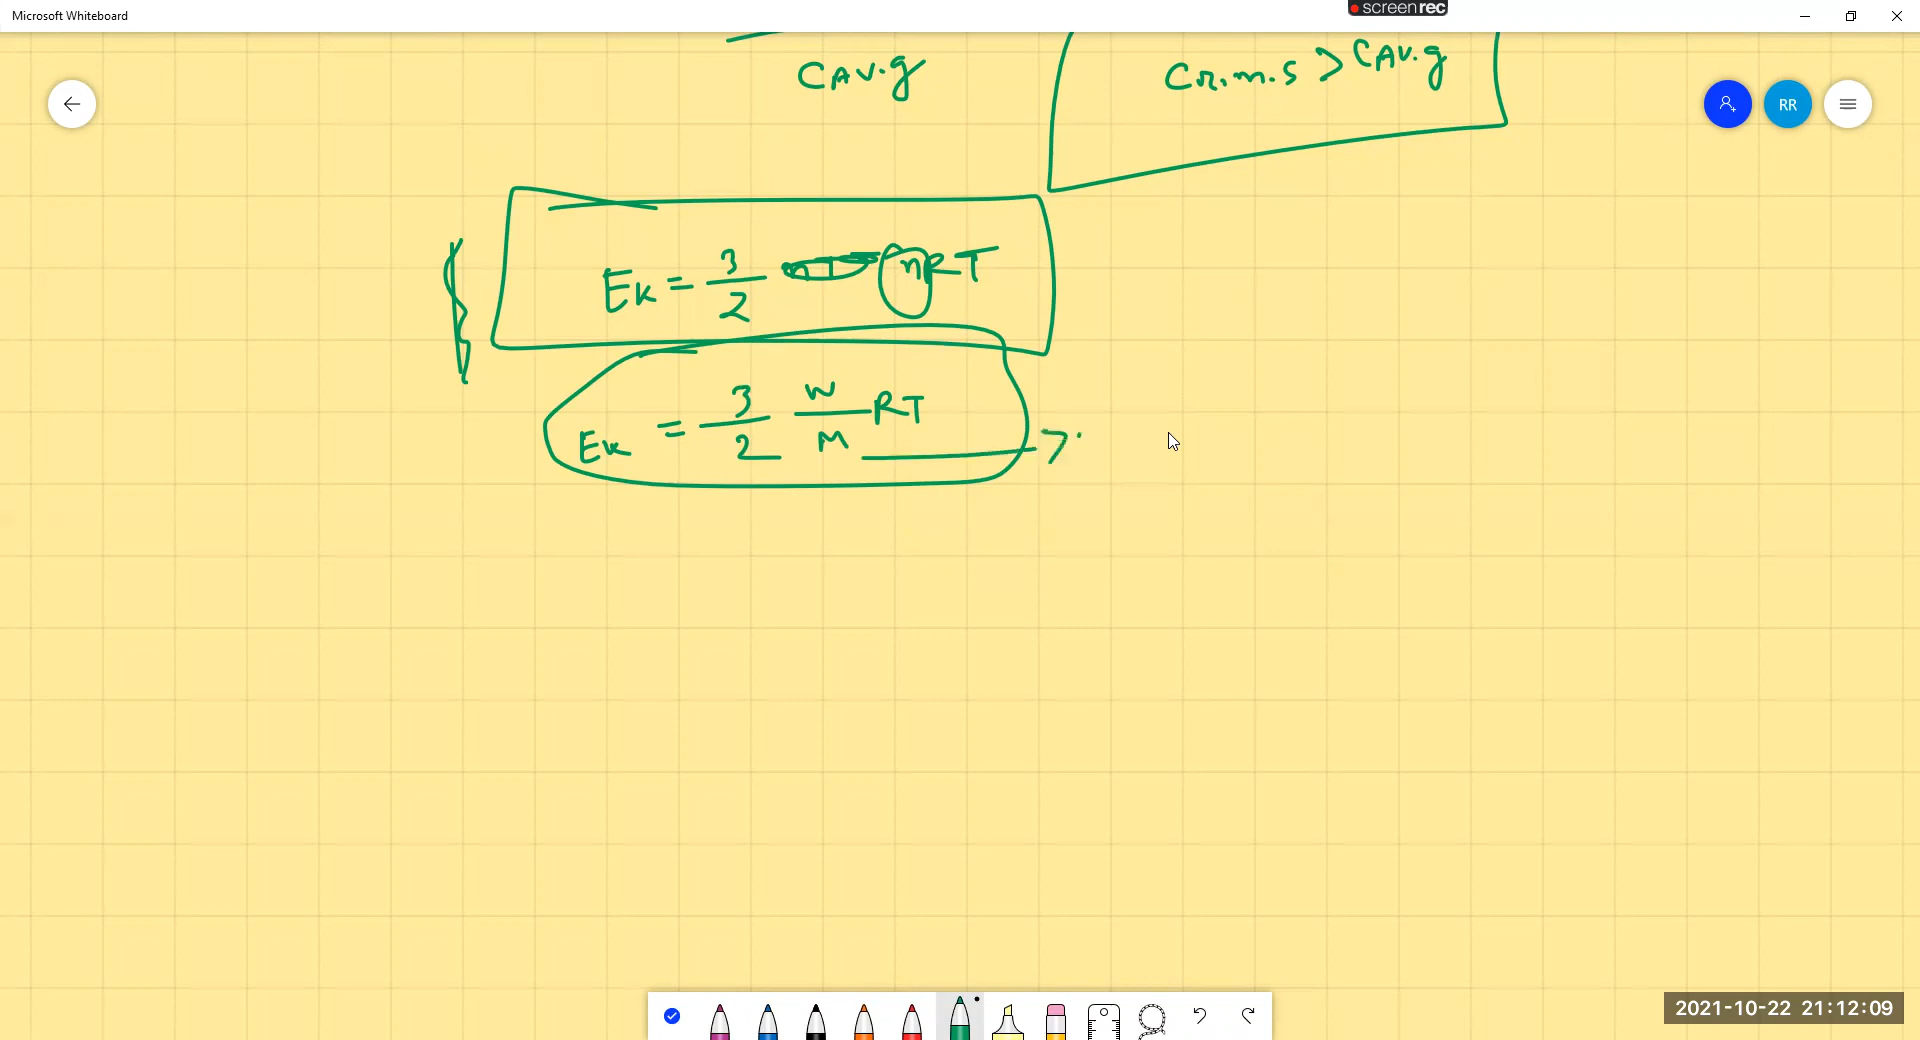 Microsoft Whiteboard
screenrec
CAV.g
Cr.m.s > CAV.g
RR
EK = 3/2 nRT
EK = 3/2 W/M RT
2021-10-22 21:12:09